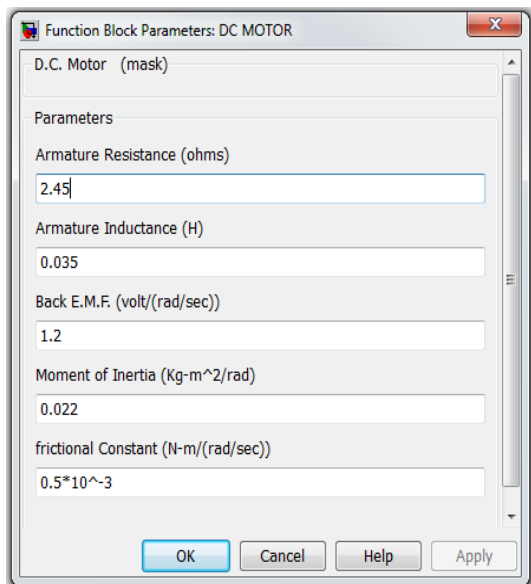 Function Block Parameters: DC MOTOR
D.C. Motor (mask)
Parameters
Armature Resistance (ohms)
2.45
Armature Inductance (H)
0.035
Back E.M.F. (volt/(rad/sec))
1.2
Moment of Inertia (Kg-m^2/rad)
0.022
frictional Constant (N-m/(rad/sec))
0.5*10^-3
OK Cancel Help Apply